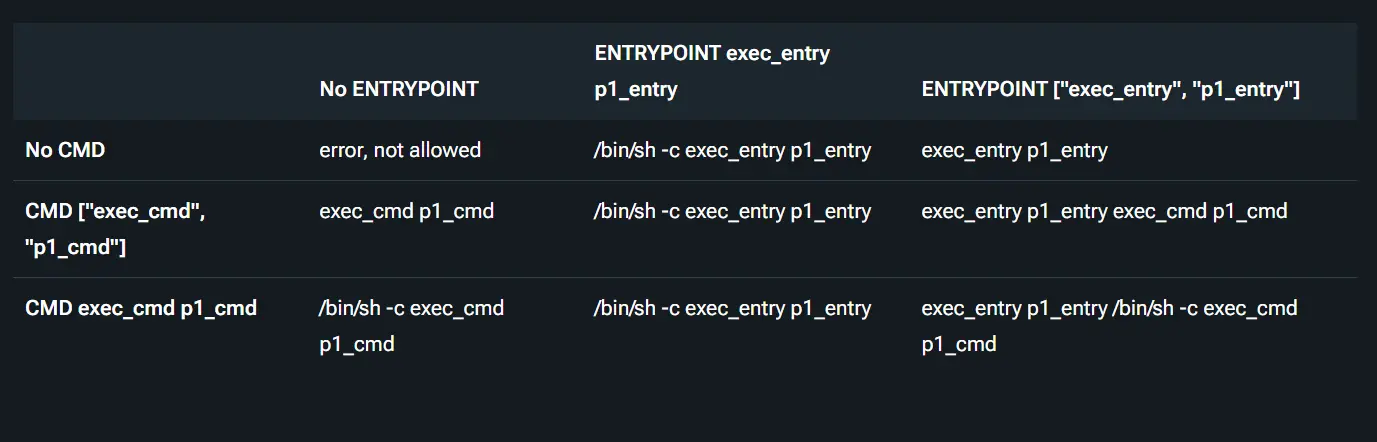 ENTRYPOINT exec_entry
No ENTRYPOINT p1_entry ENTRYPOINT ["exec_entry", "p1_entry"]
No CMD error, not allowed /bin/sh -c exec_entry p1_entry exec_entry p1_entry
CMD ["exec_cmd", exec_cmd p1_cmd /bin/sh -c exec_entry p1_entry exec_entry p1_entry exec_cmd p1_cmd
"p1_cmd"]
CMD exec_cmd p1_cmd /bin/sh -c exec_cmd /bin/sh -c exec_entry p1_entry exec_entry p1_entry /bin/sh -c exec_cmd
p1_cmd p1_cmd